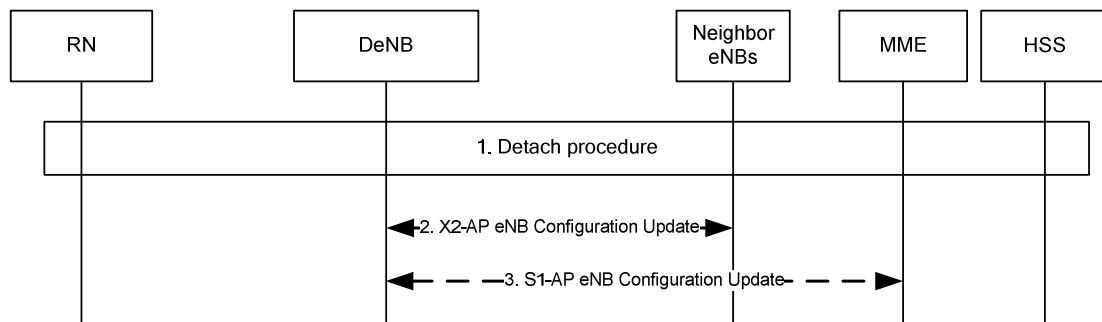 RN
DeNB
Neighbor
eNBs
MME
HSS
1. Detach procedure
2. X2-AP eNB Configuration Update
3. S1-AP eNB Configuration Update